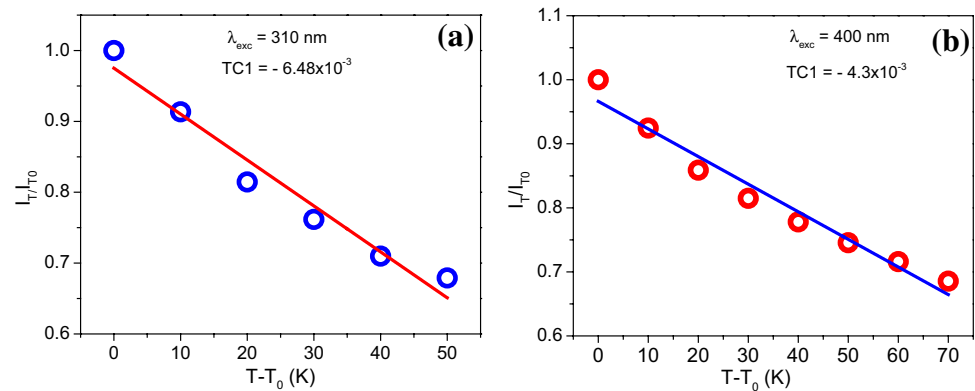 (a)
λexc = 310 nm
TC1 = - 6.48x10-3
1.0
0.9
0.8
0.7
0.6
IT/IT0
0 10 20 30 40 50
T-T0 (K)
(b)
λexc = 400 nm
TC1 = - 4.3x10-3
1.1
1.0
0.9
0.8
0.7
0.6
IT/IT0
0 10 20 30 40 50 60 70
T-T0 (K)